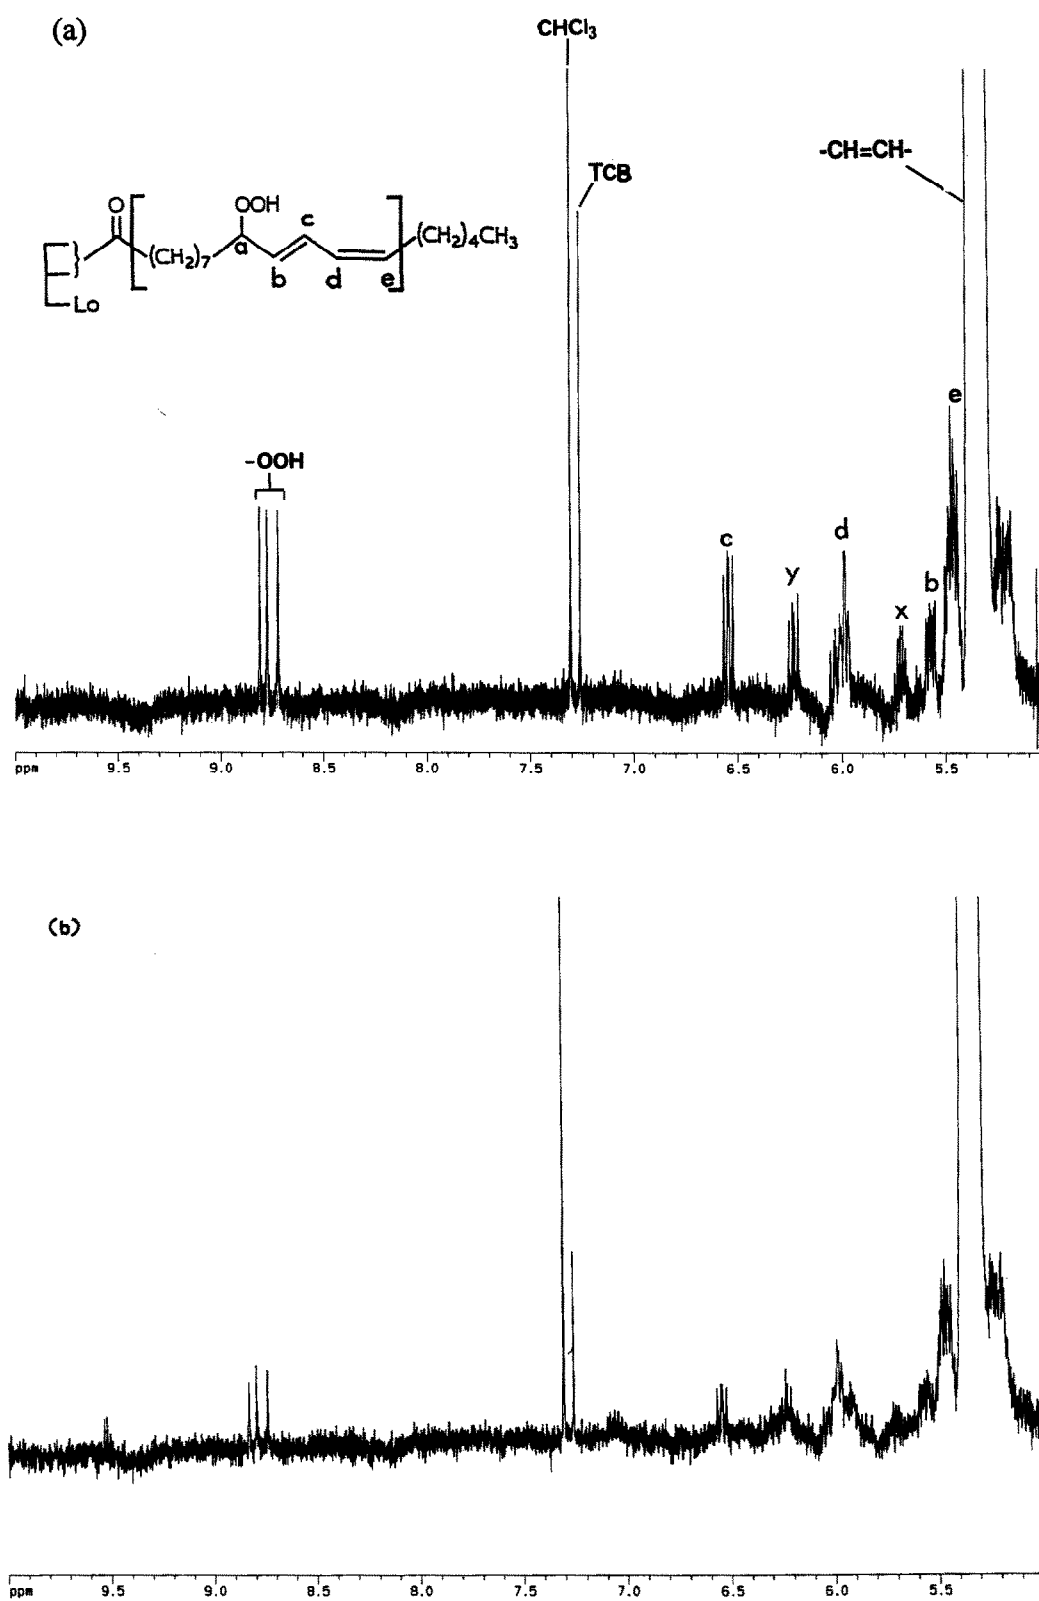 (a)
CHCl₃
TCB
-CH=CH-
O
OOH
c
(CH₂)₇
a
(CH₂)₄CH₃
b
d
e
Lo
e
-OOH
c
d
y
b
x
ppm 9.5 9.0 8.5 8.0 7.5 7.0 6.5 6.0 5.5
(b)
ppm 9.5 9.0 8.5 8.0 7.5 7.0 6.5 6.0 5.5